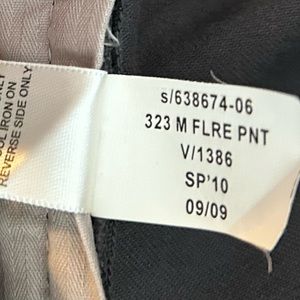 s/638674-06
323 M FLRE PNT
V/1386
SP'10
09/09
IRON ON
REVERSE SIDE ONLY